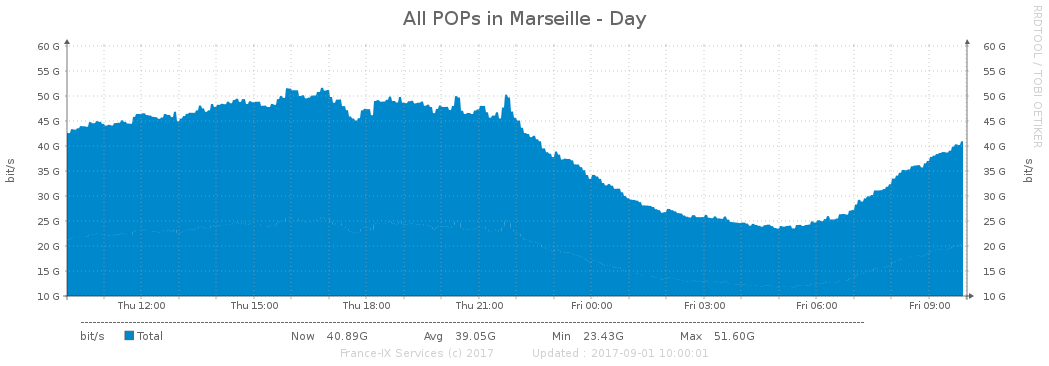 All POPs in Marseille - Day
RRDTOOL / TOBI OETIKER
60 G 60 G
55 G 55 G
50 G 50 G
45 G 45 G
40 G 40 G
35 G 35 G
30 G 30 G
25 G 25 G
20 G 20 G
15 G 15 G
10 G 10 G
bit/s
bit/s
Thu 12:00 Thu 15:00 Thu 18:00 Thu 21:00 Fri 00:00 Fri 03:00 Fri 06:00 Fri 09:00
bit/s Total Now 40.89G Avg 39.05G Min 23.43G Max 51.60G
France-IX Services (c) 2017 Updated : 2017-09-01 10:00:01